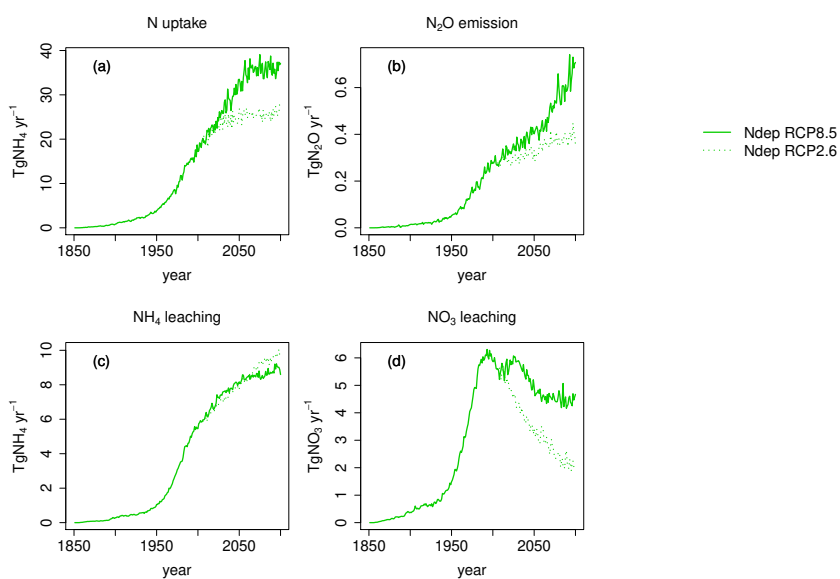 N uptake
(a)
TgNH₄ yr⁻¹
0 10 20 30 40
1850 1950 2050
year
N₂O emission
(b)
TgN₂O yr⁻¹
0.0 0.2 0.4 0.6
1850 1950 2050
year
Ndep RCP8.5
Ndep RCP2.6
NH₄ leaching
(c)
TgNH₄ yr⁻¹
0 2 4 6 8 10
1850 1950 2050
year
NO₃ leaching
(d)
TgNO₃ yr⁻¹
0 1 2 3 4 5 6
1850 1950 2050
year